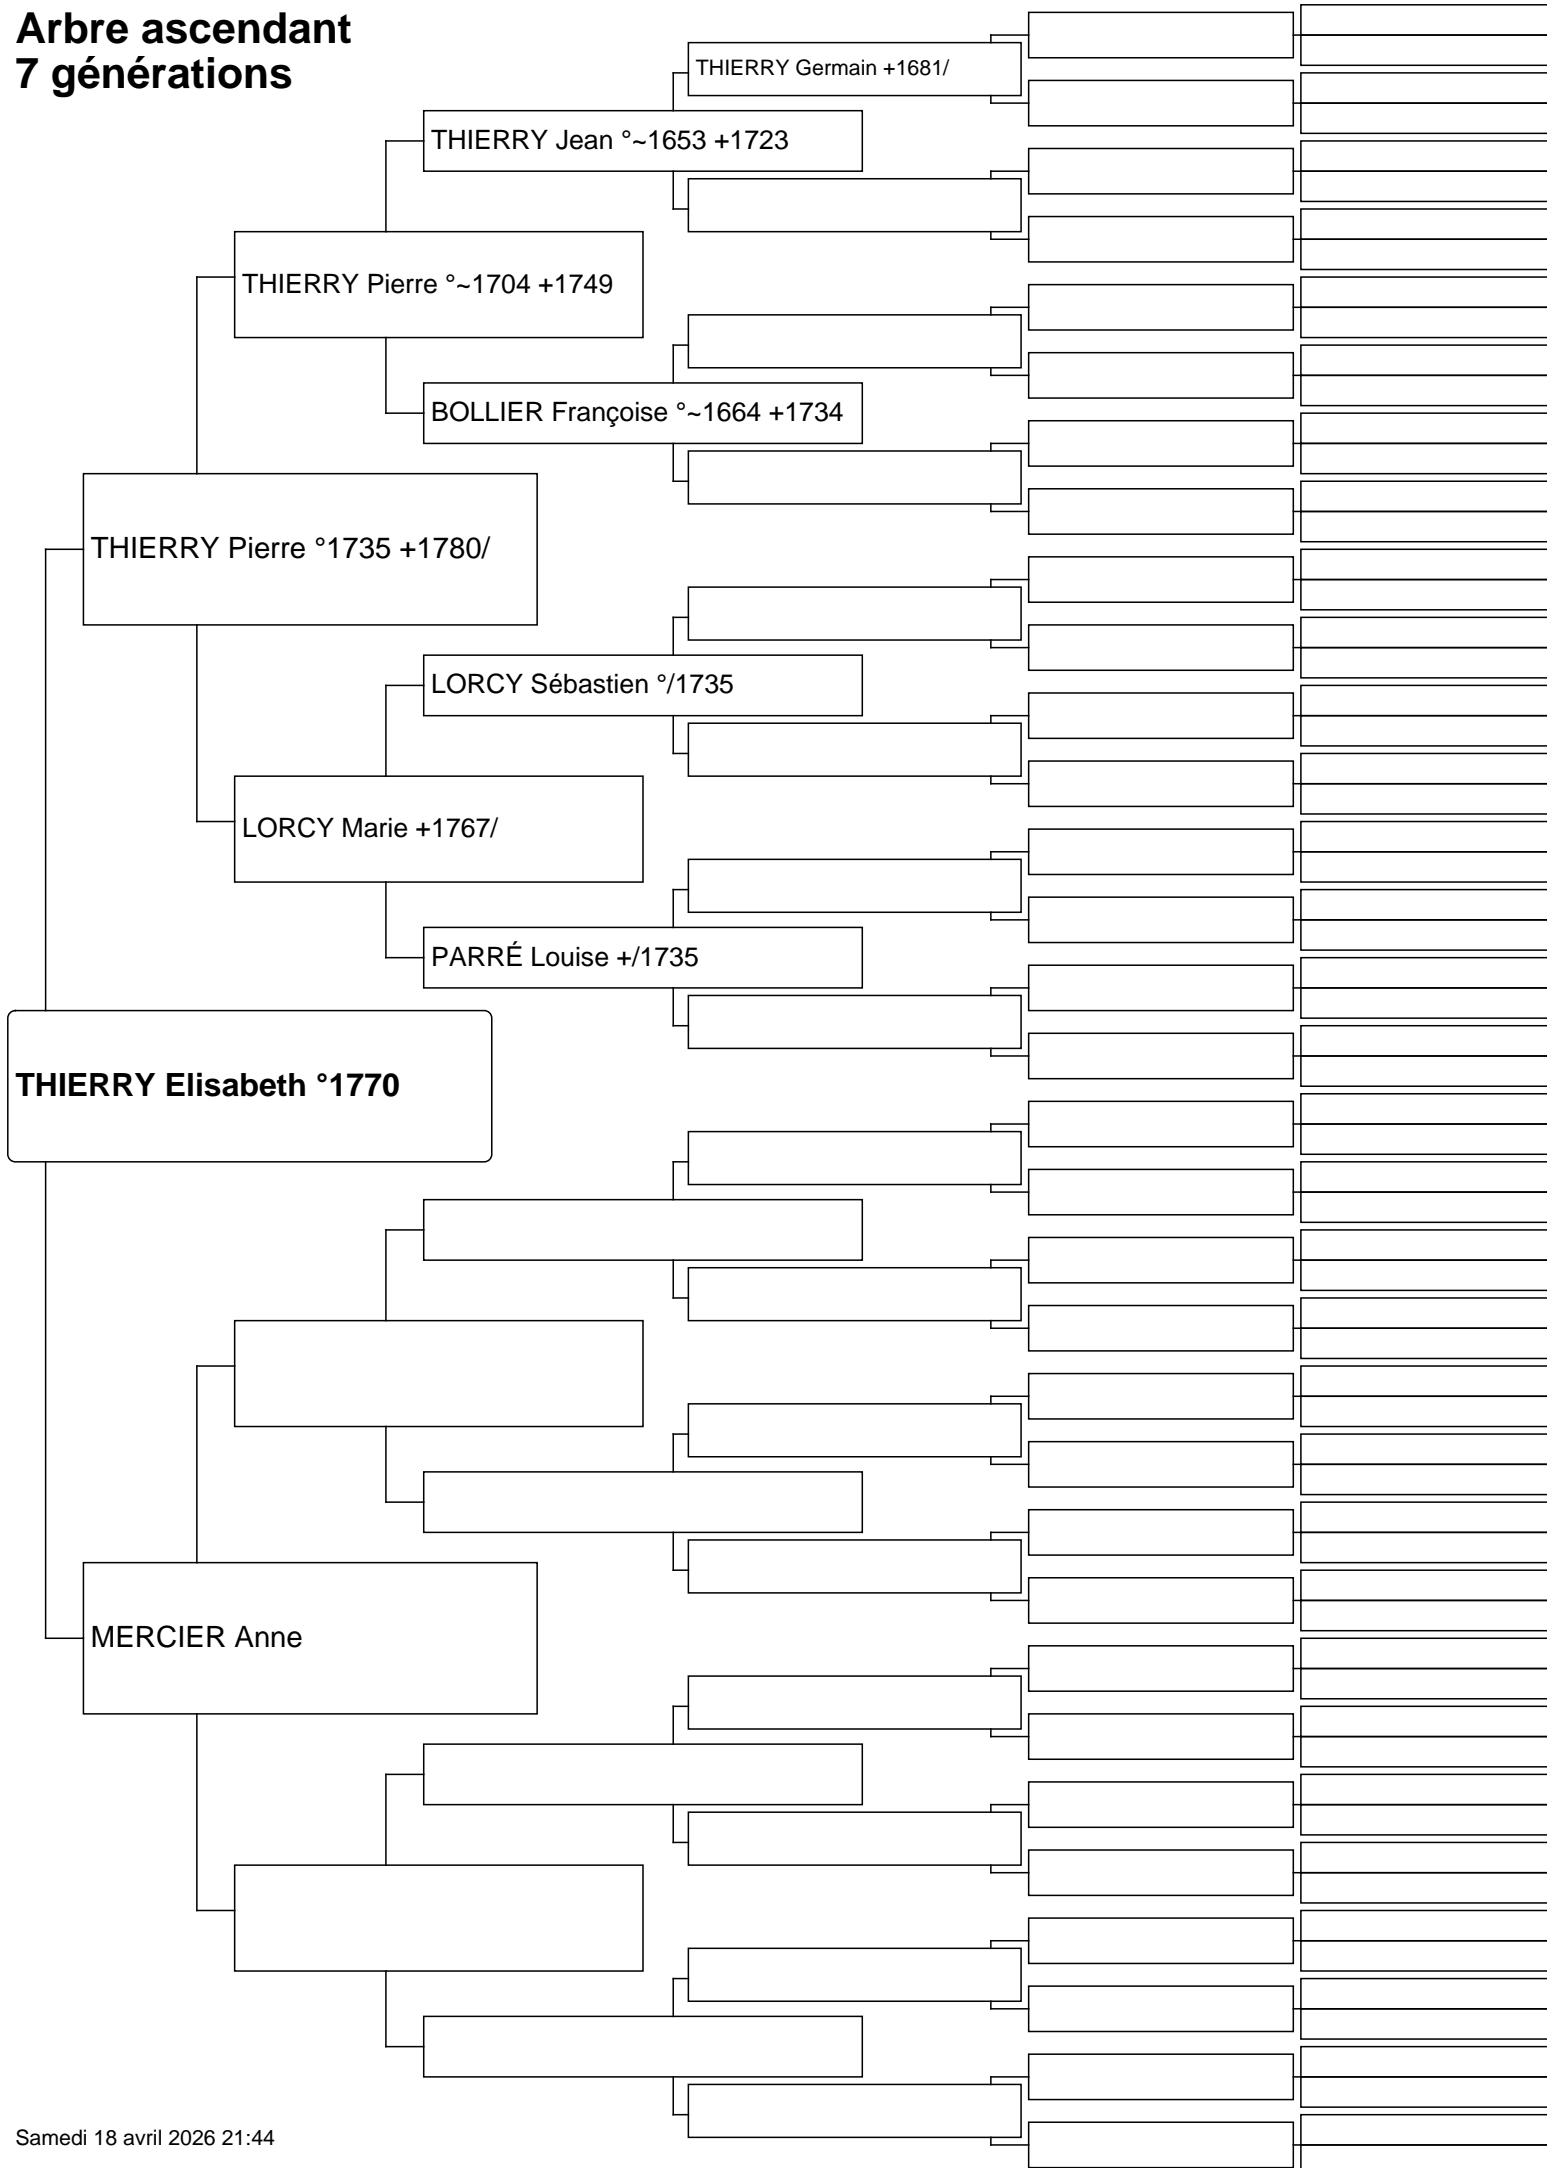 Arbre ascendant
7 générations
THIERRY Germain +1681/
THIERRY Jean °~1653 +1723
THIERRY Pierre °~1704 +1749
BOLLIER Françoise °~1664 +1734
THIERRY Pierre °1735 +1780/
LORCY Sébastien °/1735
LORCY Marie +1767/
PARRÉ Louise +/1735
THIERRY Elisabeth °1770
MERCIER Anne
Samedi 18 avril 2026 21:44